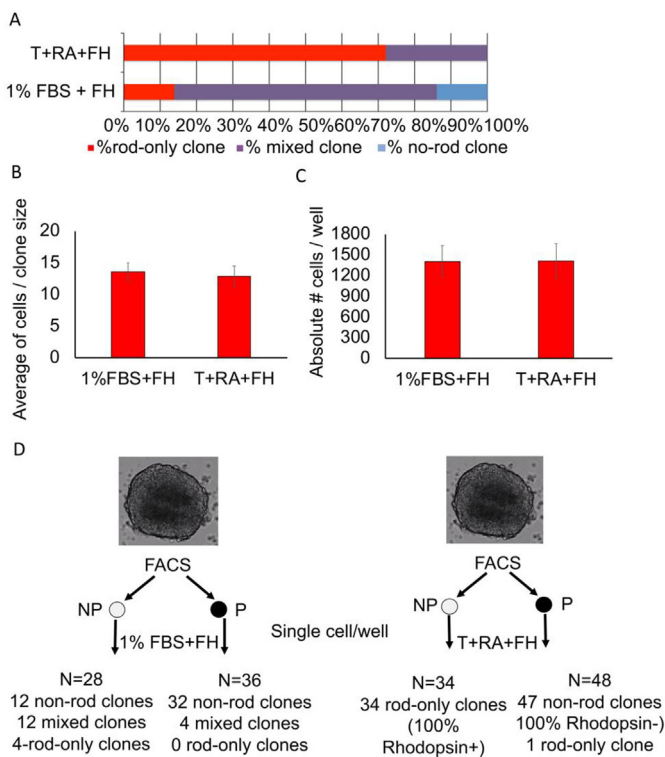 A
T+RA+FH
1% FBS + FH
0% 10% 20% 30% 40% 50% 60% 70% 80% 90% 100%
%rod-only clone % mixed clone % no-rod clone
B
Average of cells / clone size
20
15
10
5
0
1%FBS+FH T+RA+FH
C
Absolute # cells / well
1800
1500
1200
900
600
300
0
1%FBS+FH T+RA+FH
D
FACS
NP P
1% FBS+FH
N=28
12 non-rod clones
12 mixed clones
4-rod-only clones
N=36
32 non-rod clones
4 mixed clones
0 rod-only clones
Single cell/well
FACS
NP P
T+RA+FH
N=34
34 rod-only clones
(100%
Rhodopsin+)
N=48
47 non-rod clones
100% Rhodopsin-)
1 rod-only clone